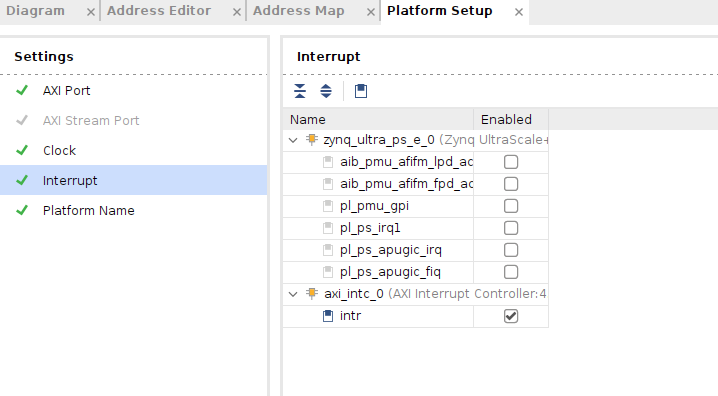 Diagram × Address Editor × Address Map × Platform Setup ×
Settings
AXI Port
AXI Stream Port
Clock
Interrupt
Platform Name
Interrupt
Name Enabled
zynq_ultra_ps_e_0 (Zynq UltraScale+
aib_pmu_afifm_lpd_ac
aib_pmu_afifm_fpd_ac
pl_pmu_gpi
pl_ps_irq1
pl_ps_apugic_irq
pl_ps_apugic_fiq
axi_intc_0 (AXI Interrupt Controller:4
intr